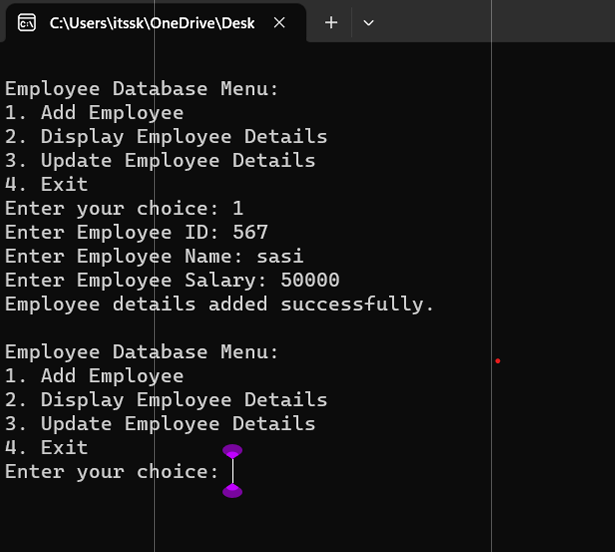 C:\Users\itssk\OneDrive\Desk
Employee Database Menu:
1. Add Employee
2. Display Employee Details
3. Update Employee Details
4. Exit
Enter your choice: 1
Enter Employee ID: 567
Enter Employee Name: sasi
Enter Employee Salary: 50000
Employee details added successfully.
Employee Database Menu:
1. Add Employee
2. Display Employee Details
3. Update Employee Details
4. Exit
Enter your choice: